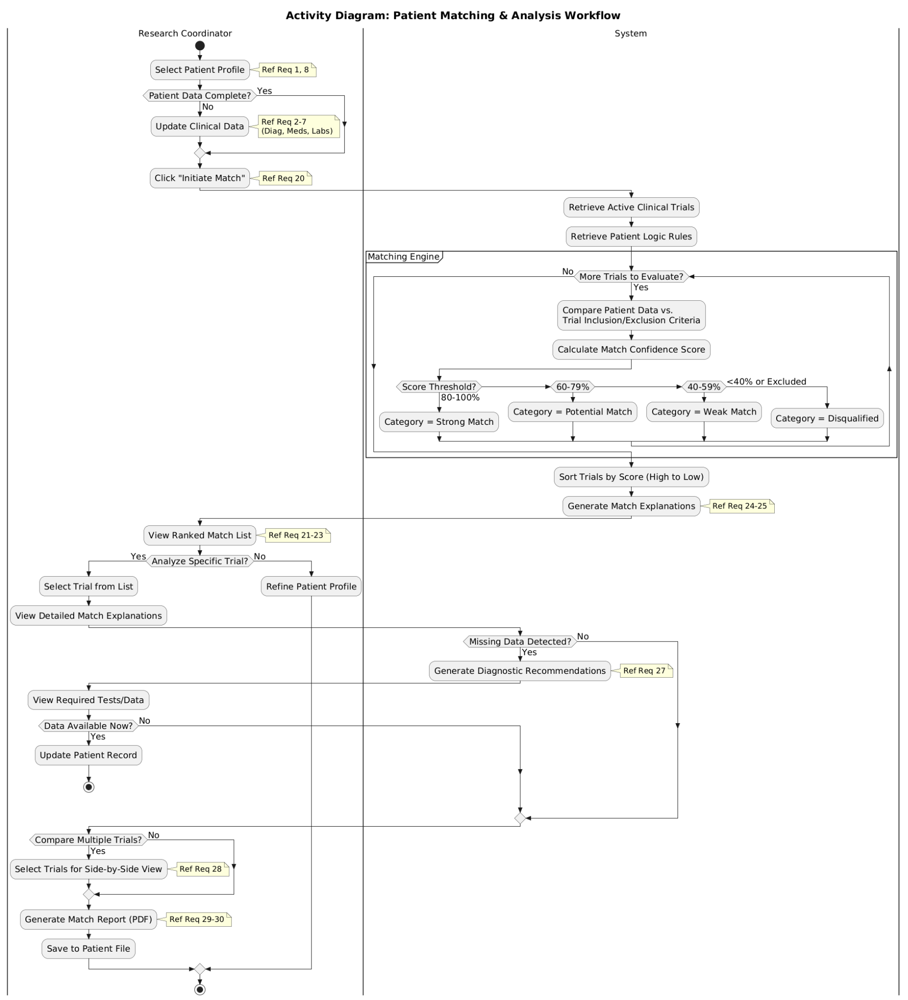 Activity Diagram: Patient Matching & Analysis Workflow
Research Coordinator
System
Select Patient Profile
Ref Req 1, 8
Patient Data Complete?
Yes
No
Update Clinical Data
Ref Req 2-7
(Diag, Meds, Labs)
Click "Initiate Match"
Ref Req 20
Retrieve Active Clinical Trials
Retrieve Patient Logic Rules
Matching Engine
No
More Trials to Evaluate?
Yes
Compare Patient Data vs.
Trial Inclusion/Exclusion Criteria
Calculate Match Confidence Score
Score Threshold?
80-100%
60-79%
40-59%
<40% or Excluded
Category = Strong Match
Category = Potential Match
Category = Weak Match
Category = Disqualified
Sort Trials by Score (High to Low)
Generate Match Explanations
Ref Req 24-25
View Ranked Match List
Ref Req 21-23
Yes
Analyze Specific Trial?
No
Select Trial from List
Refine Patient Profile
View Detailed Match Explanations
Missing Data Detected?
No
Yes
Generate Diagnostic Recommendations
Ref Req 27
View Required Tests/Data
Data Available Now?
No
Yes
Update Patient Record
Compare Multiple Trials?
No
Yes
Select Trials for Side-by-Side View
Ref Req 28
Generate Match Report (PDF)
Ref Req 29-30
Save to Patient File